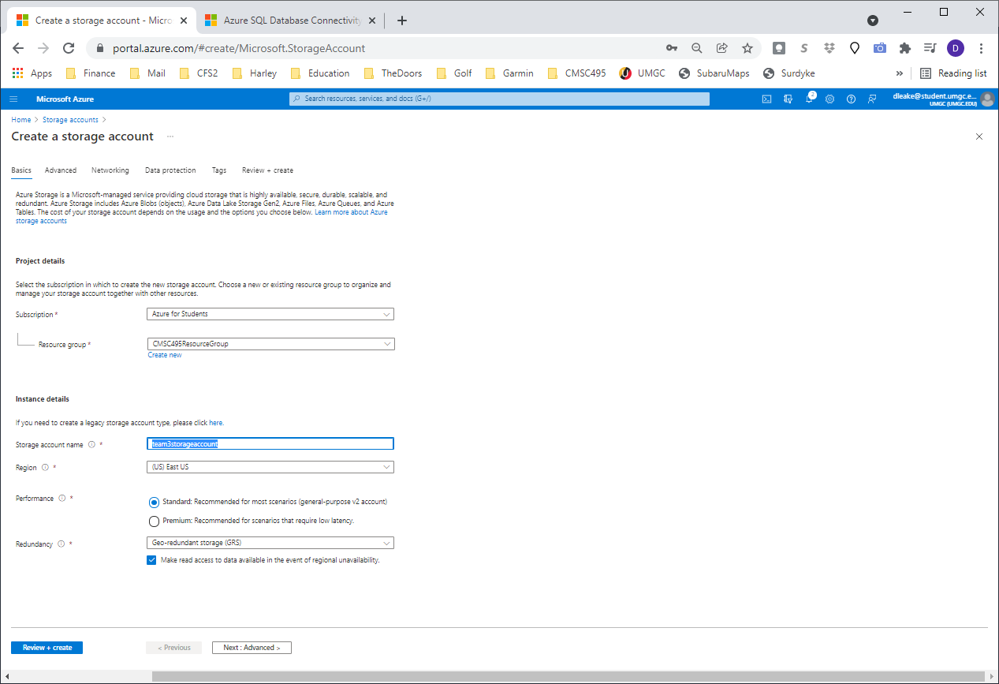 Create a storage account - Micro
Azure SQL Database Connectivity
portal.azure.com/#create/Microsoft.StorageAccount
Apps Finance Mail CFS2 Harley Education TheDoors Golf Garmin CMSC495 UMGC SubaruMaps Surdyke » Reading list
D
Microsoft Azure
Search resources, services, and docs (G+/)
2
dleake@student.umgc.e...
UMGC (UMGC.EDU)
Home > Storage accounts >
Create a storage account ...
Basics Advanced Networking Data protection Tags Review + create
Azure Storage is a Microsoft-managed service providing cloud storage that is highly available, secure, durable, scalable, and
redundant. Azure Storage includes Azure Blobs (objects), Azure Data Lake Storage Gen2, Azure Files, Azure Queues, and Azure
Tables. The cost of your storage account depends on the usage and the options you choose below. Learn more about Azure
storage accounts
Project details
Select the subscription in which to create the new storage account. Choose a new or existing resource group to organize and
manage your storage account together with other resources.
Subscription * Azure for Students
Resource group * CMSC495ResourceGroup
Create new
Instance details
If you need to create a legacy storage account type, please click here.
Storage account name * team3storageaccount
Region * (US) East US
Performance * Standard: Recommended for most scenarios (general-purpose v2 account)
Premium: Recommended for scenarios that require low latency.
Redundancy * Geo-redundant storage (GRS)
Make read access to data available in the event of regional unavailability.
Review + create < Previous Next : Advanced >